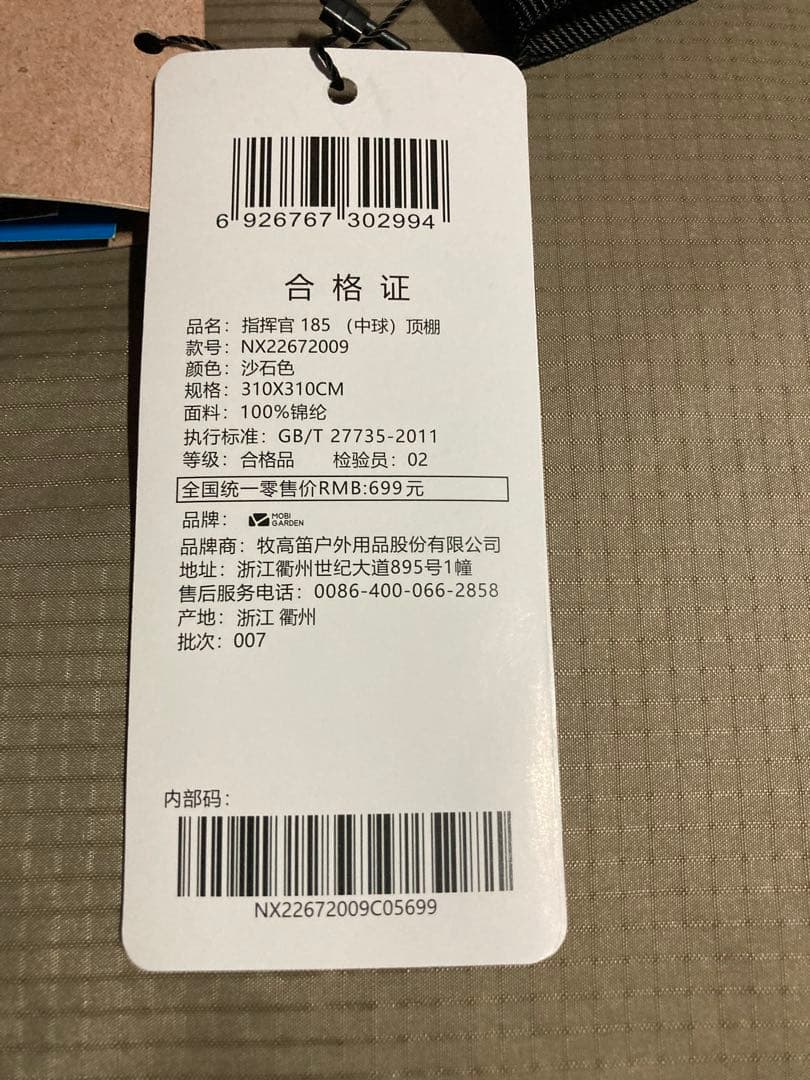 6 926767 302994
合格证
品名：指挥官 185 （中球）顶棚
款号：NX22672009
颜色：沙石色
规格：310X310CM
面料：100%锦纶
执行标准：GB/T 27735-2011
等级：合格品 检验员：02
全国统一零售价RMB:699元
品牌： MOBI GARDEN
品牌商：牧高笛户外用品股份有限公司
地址：浙江衢州世纪大道895号1幢
售后服务电话：0086-400-066-2858
产地：浙江 衢州
批次：007
内部码：
NX22672009C05699